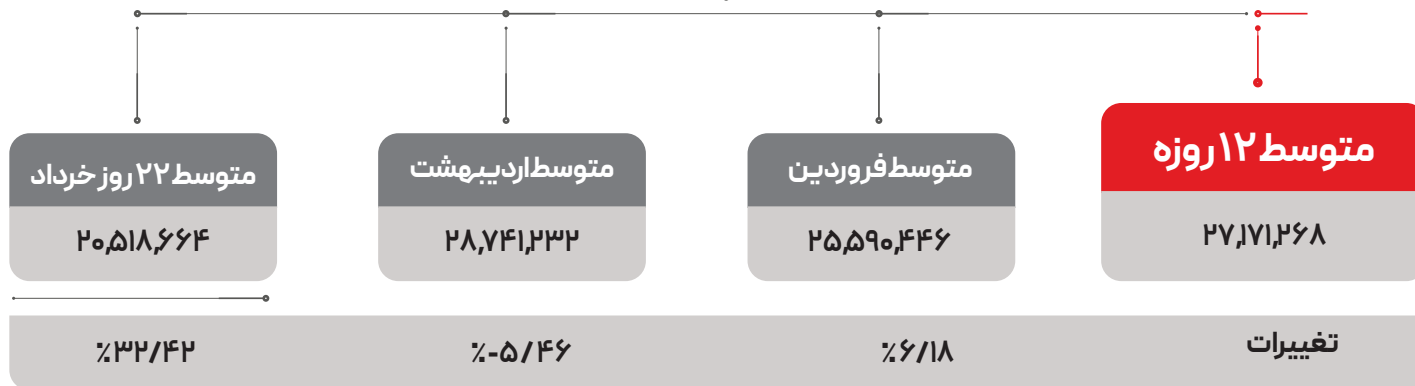 متوسط ۱۲ روزه
متوسط فروردین
متوسط اردیبهشت
متوسط ۲۲ روز خرداد
۲۷,۱۷۱,۲۶۸
۲۵,۵۹۰,۴۴۶
۲۸,۷۴۱,۲۳۲
۲۰,۵۱۸,۶۶۴
تغییرات
٪۶/۱۸
٪-۵/۴۶
٪۳۲/۴۲